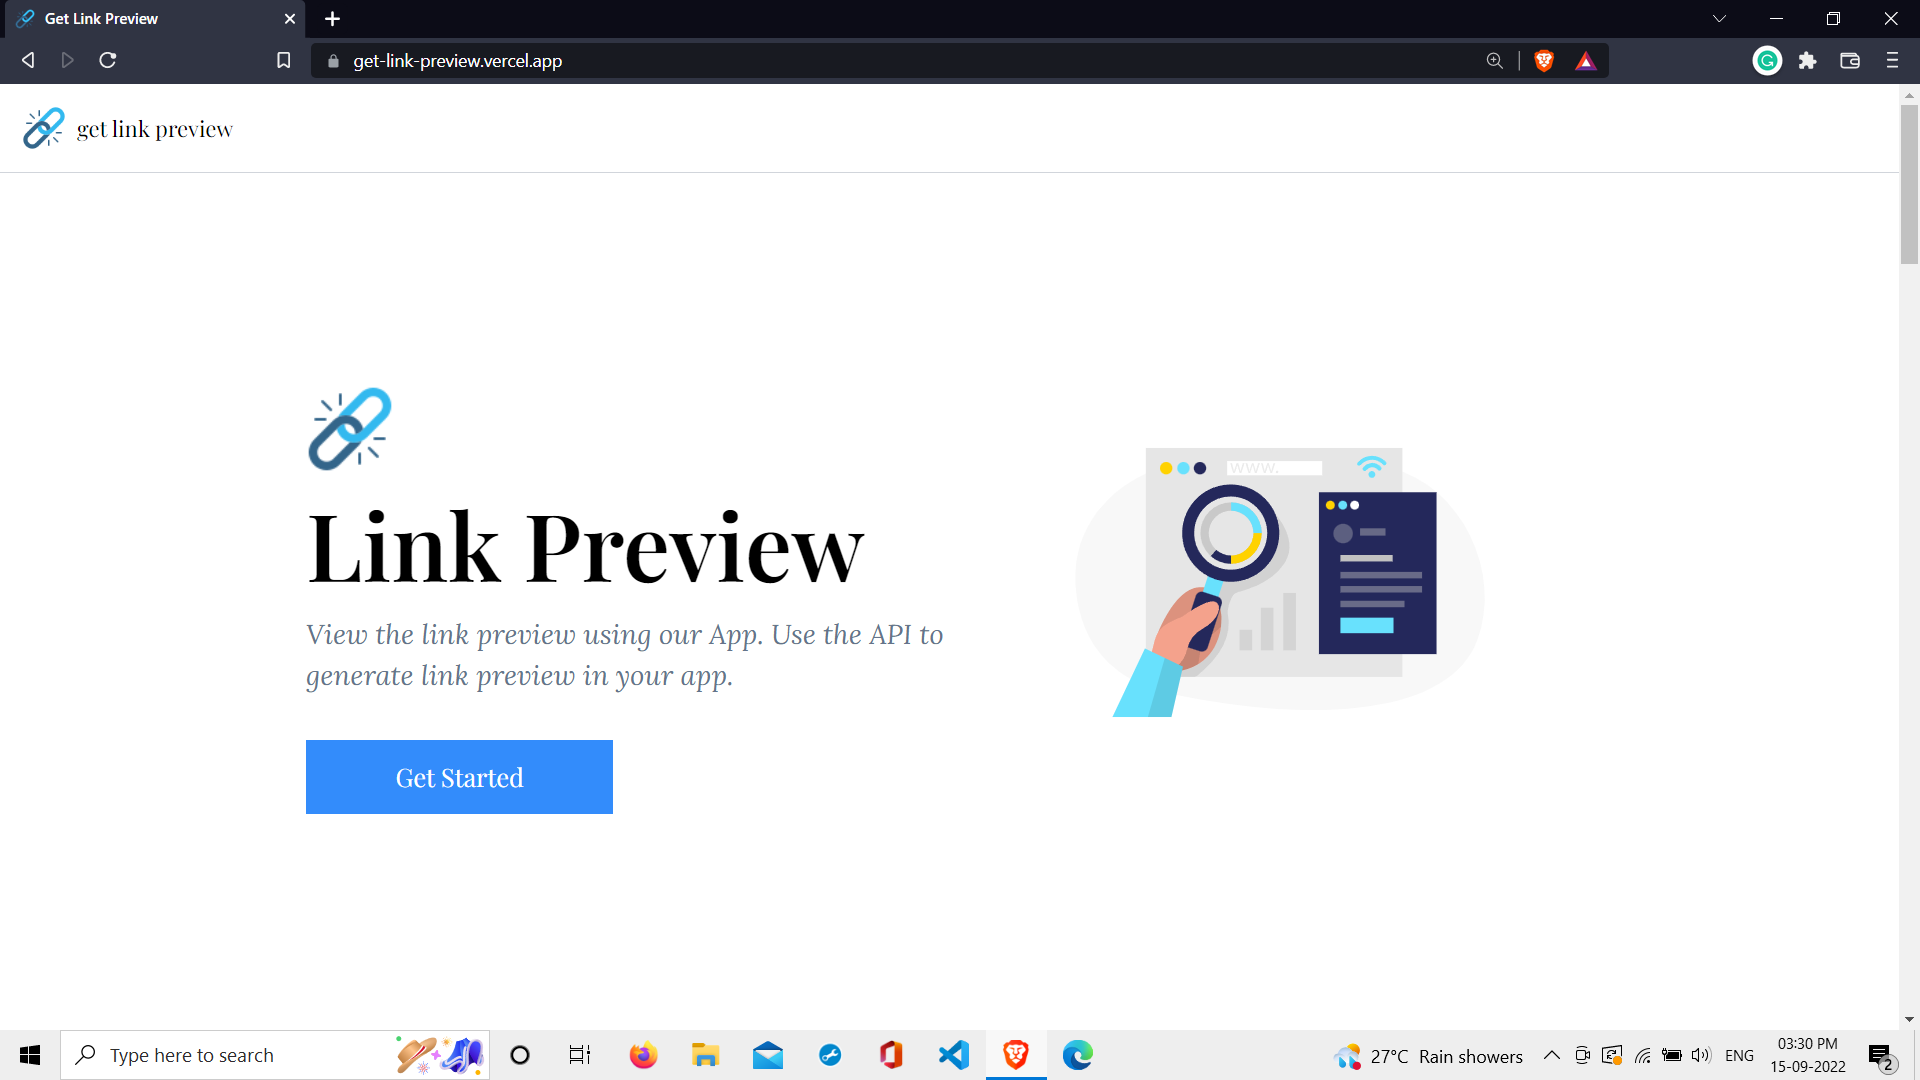 Get Link Preview
get-link-preview.vercel.app
get link preview
www.
Link Preview
View the link preview using our App. Use the API to
generate link preview in your app.
Get Started
Type here to search
27°C Rain showers
ENG
03:30 PM
15-09-2022
2